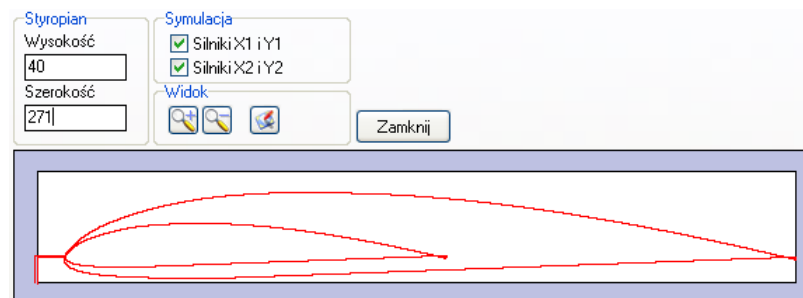 Styropian
Wysokość
40
Szerokość
271
Symulacja
Silniki X1 i Y1
Silniki X2 i Y2
Widok
Zamknij